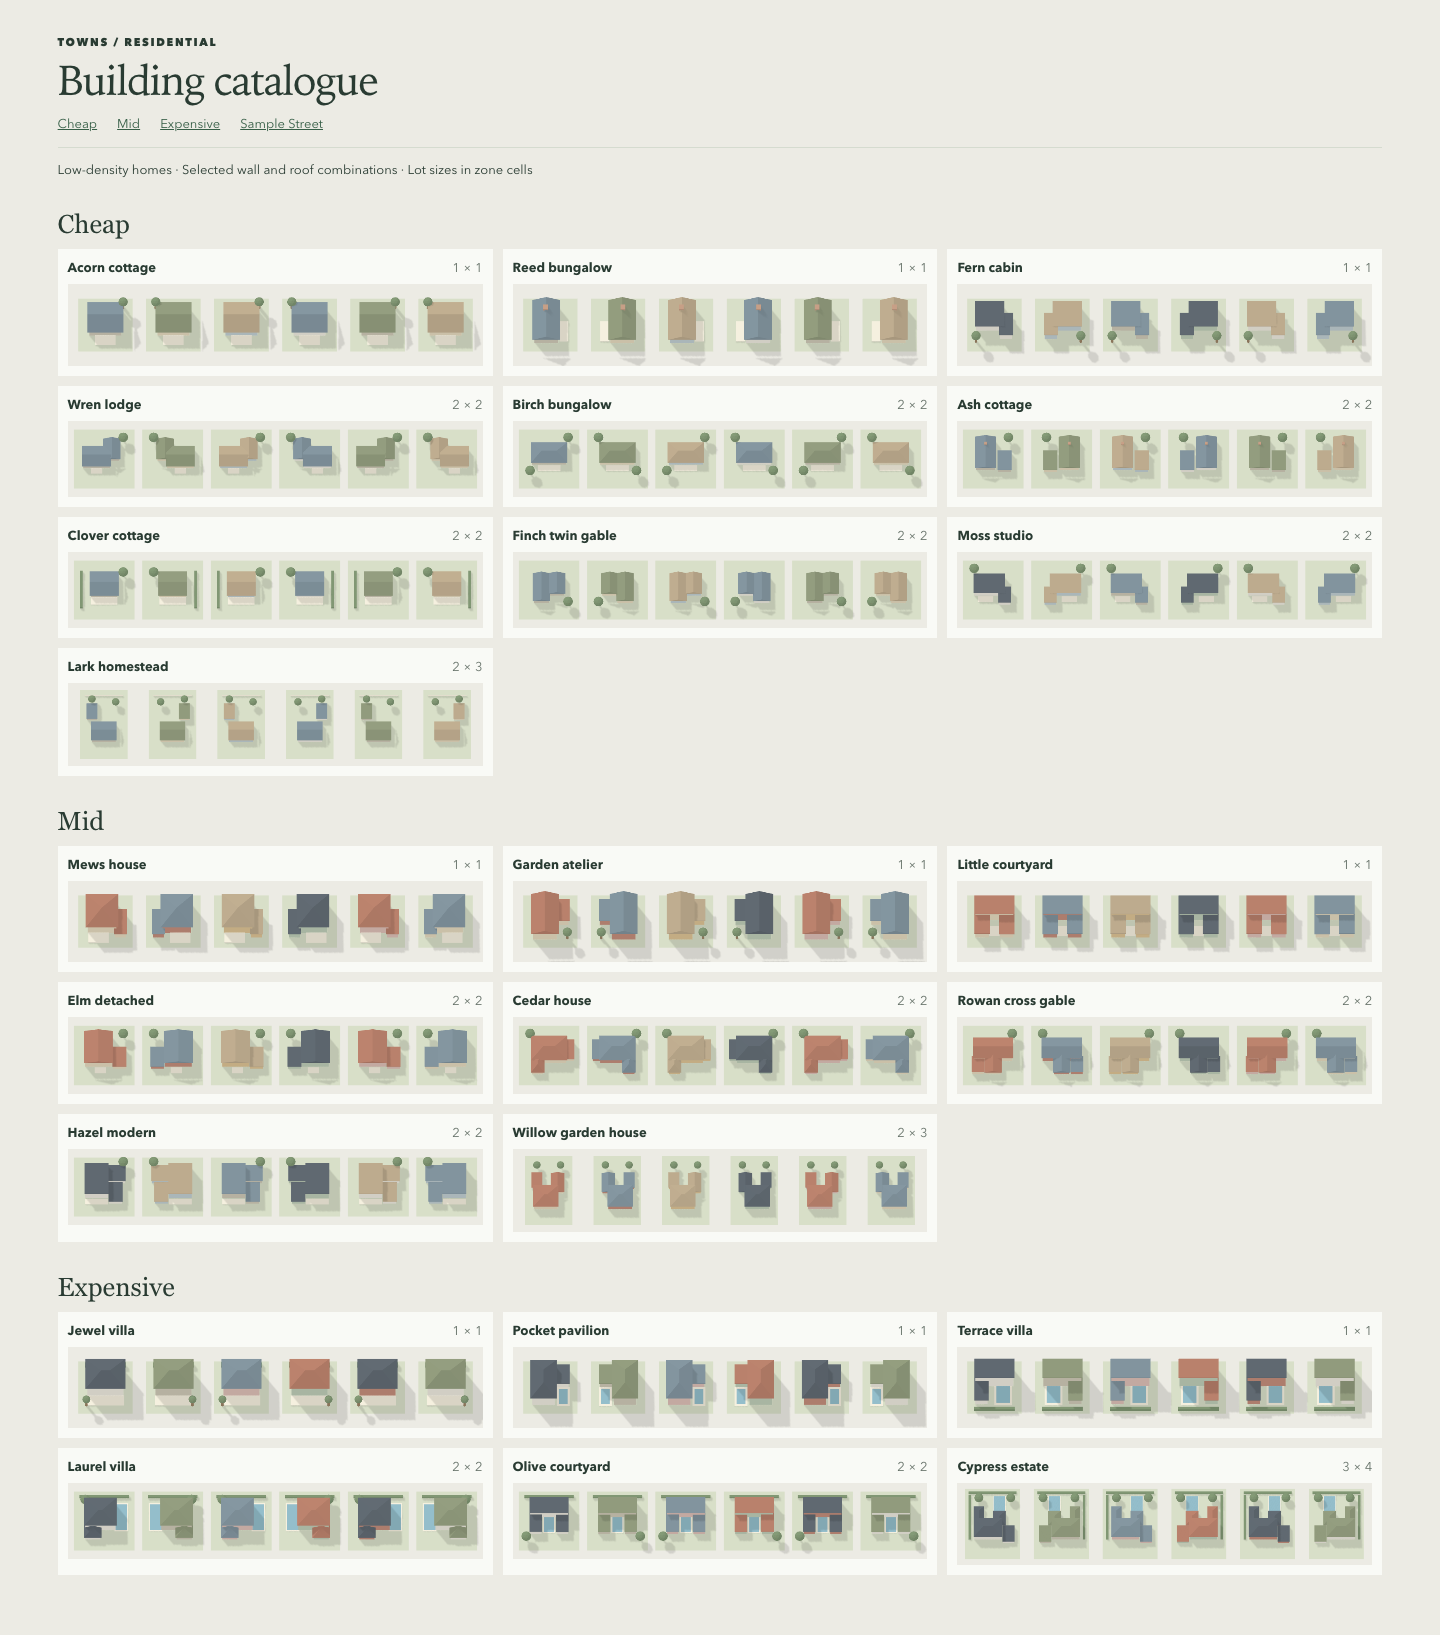 TOWNS / RESIDENTIAL
Building catalogue
Cheap Mid Expensive Sample Street
Low-density homes · Selected wall and roof combinations · Lot sizes in zone cells
Cheap
Acorn cottage 1 × 1
Reed bungalow 1 × 1
Fern cabin 1 × 1
Wren lodge 2 × 2
Birch bungalow 2 × 2
Ash cottage 2 × 2
Clover cottage 2 × 2
Finch twin gable 2 × 2
Moss studio 2 × 2
Lark homestead 2 × 3
Mid
Mews house 1 × 1
Garden atelier 1 × 1
Little courtyard 1 × 1
Elm detached 2 × 2
Cedar house 2 × 2
Rowan cross gable 2 × 2
Hazel modern 2 × 2
Willow garden house 2 × 3
Expensive
Jewel villa 1 × 1
Pocket pavilion 1 × 1
Terrace villa 1 × 1
Laurel villa 2 × 2
Olive courtyard 2 × 2
Cypress estate 3 × 4